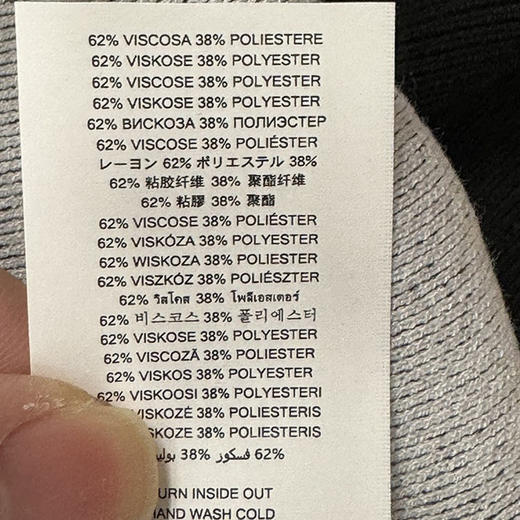 62% VISCOSA 38% POLIESTERE
62% VISKOSE 38% POLYESTER
62% VISCOSE 38% POLYESTER
62% VISKOSE 38% POLYESTER
62% ВИСКОЗА 38% ПОЛИЭСТЕР
62% VISCOSE 38% POLIÉSTER
レーヨン 62% ポリエステル 38%
62% 粘胶纤维 38% 聚酯纤维
62% 粘膠 38% 聚酯
62% VISCOSE 38% POLIÉSTER
62% VISKÓZA 38% POLYESTER
62% WISKOZA 38% POLYESTER
62% VISZKÓZ 38% POLIÉSZTER
62% วิสโคส 38% โพลีเอสเตอร์
62% 비스코스 38% 폴리에스터
62% VISKOSE 38% POLYESTER
62% VISCOZĂ 38% POLIESTER
62% VISKOS 38% POLYESTER
62% VISKOOSI 38% POLYESTERI
VISKOZĖ 38% POLIESTERIS
SKOZE 38% POLIESTERIS
62% فسكوز 38%
URN INSIDE OUT
HAND WASH COLD